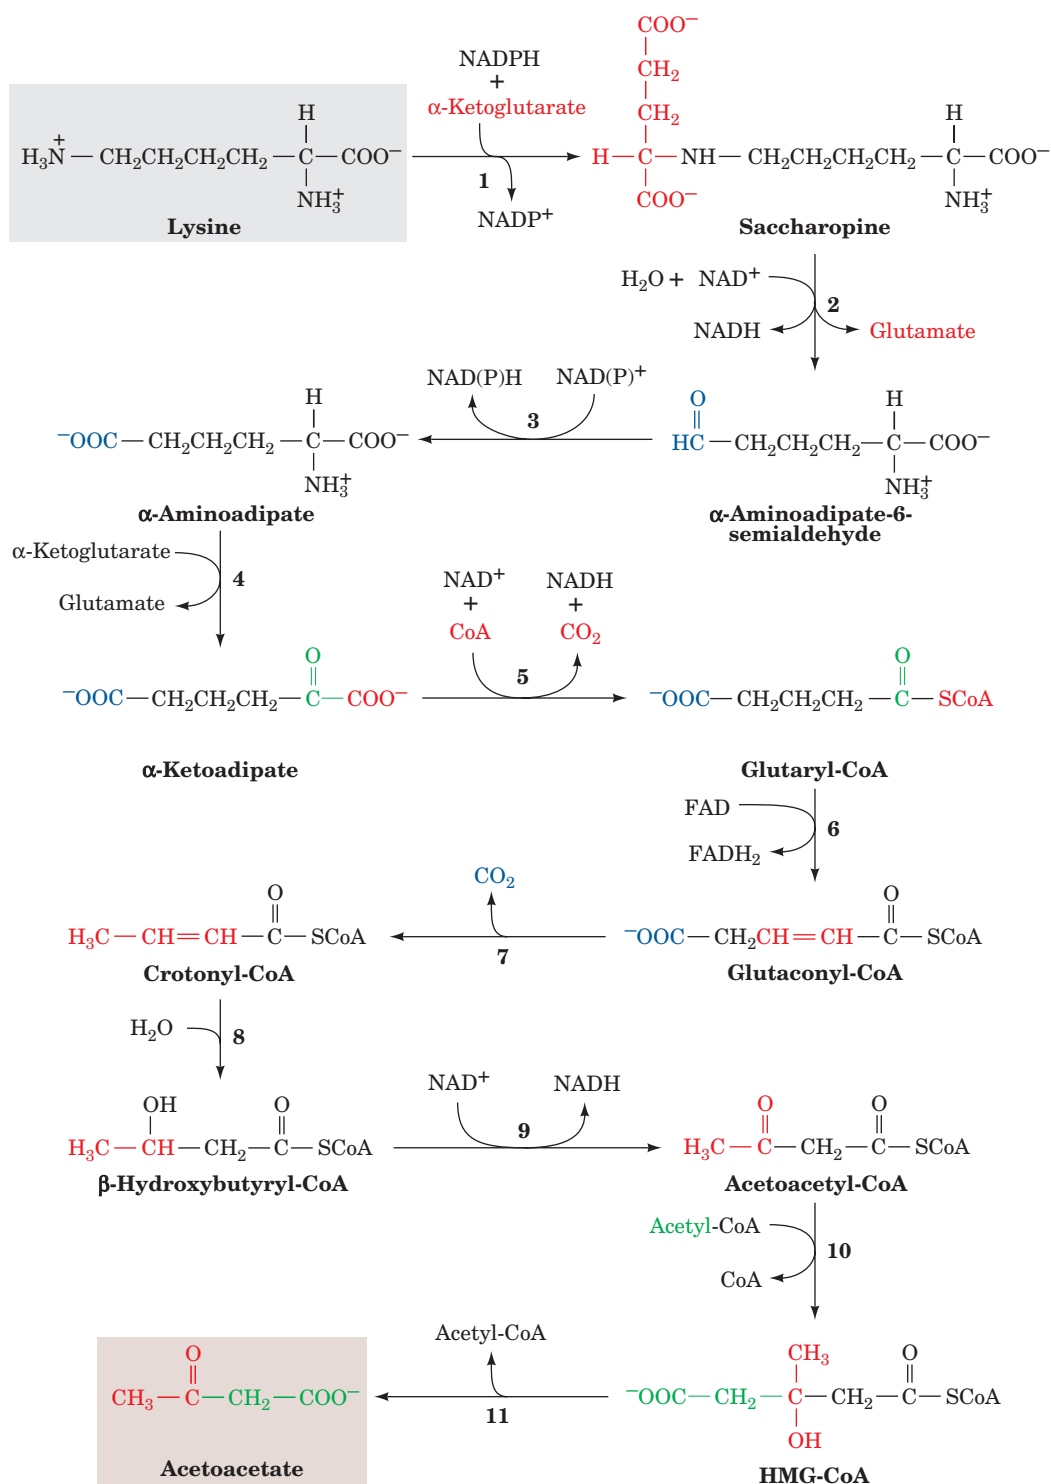 NADPH
+
α-Ketoglutarate
H
H₃N⁺—CH₂CH₂CH₂CH₂—C—COO⁻
NH₃⁺
Lysine
1
NADP⁺
COO⁻
CH₂
CH₂
H
H—C—NH—CH₂CH₂CH₂CH₂—C—COO⁻
COO⁻
NH₃⁺
Saccharopine
H₂O + NAD⁺
2
NADH
Glutamate
O
H
HC—CH₂CH₂CH₂—C—COO⁻
NH₃⁺
α-Aminoadipate-6-
semialdehyde
NAD(P)H
NAD(P)⁺
3
H
⁻OOC—CH₂CH₂CH₂—C—COO⁻
NH₃⁺
α-Aminoadipate
α-Ketoglutarate
4
Glutamate
O
⁻OOC—CH₂CH₂CH₂—C—COO⁻
α-Ketoadipate
NAD⁺
+
CoA
NADH
+
CO₂
5
O
⁻OOC—CH₂CH₂CH₂—C—SCoA
Glutaryl-CoA
FAD
6
FADH₂
O
⁻OOC—CH₂CH=CH—C—SCoA
Glutaconyl-CoA
CO₂
7
O
H₃C—CH=CH—C—SCoA
Crotonyl-CoA
H₂O
8
OH
O
H₃C—CH—CH₂—C—SCoA
β-Hydroxybutyryl-CoA
NAD⁺
NADH
9
O
O
H₃C—C—CH₂—C—SCoA
Acetoacetyl-CoA
Acetyl-CoA
10
CoA
CH₃
O
⁻OOC—CH₂—C—CH₂—C—SCoA
OH
HMG-CoA
Acetyl-CoA
11
O
CH₃—C—CH₂—COO⁻
Acetoacetate